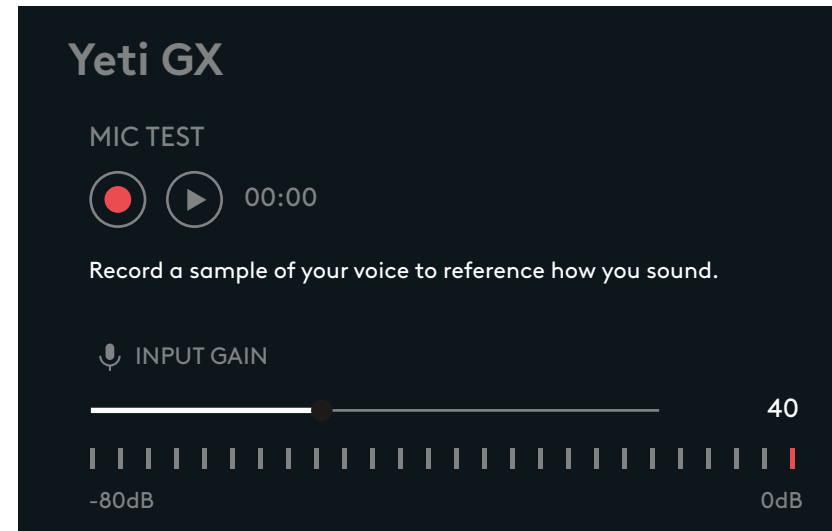 Yeti GX
MIC TEST
00:00
Record a sample of your voice to reference how you sound.
INPUT GAIN
40
-80dB 0dB